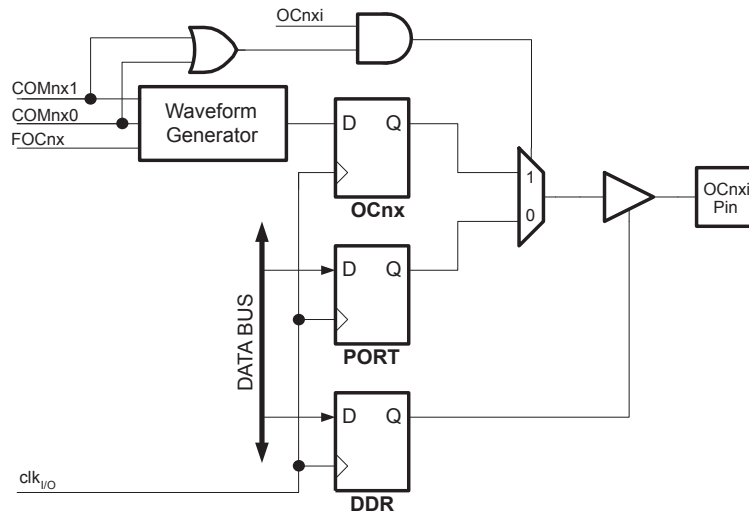 OCnxi
COMnx1
COMnx0
FOCnx
Waveform
Generator
D Q
OCnx
1
0
OCnxi
Pin
D Q
PORT
DATA BUS
D Q
DDR
clkI/O